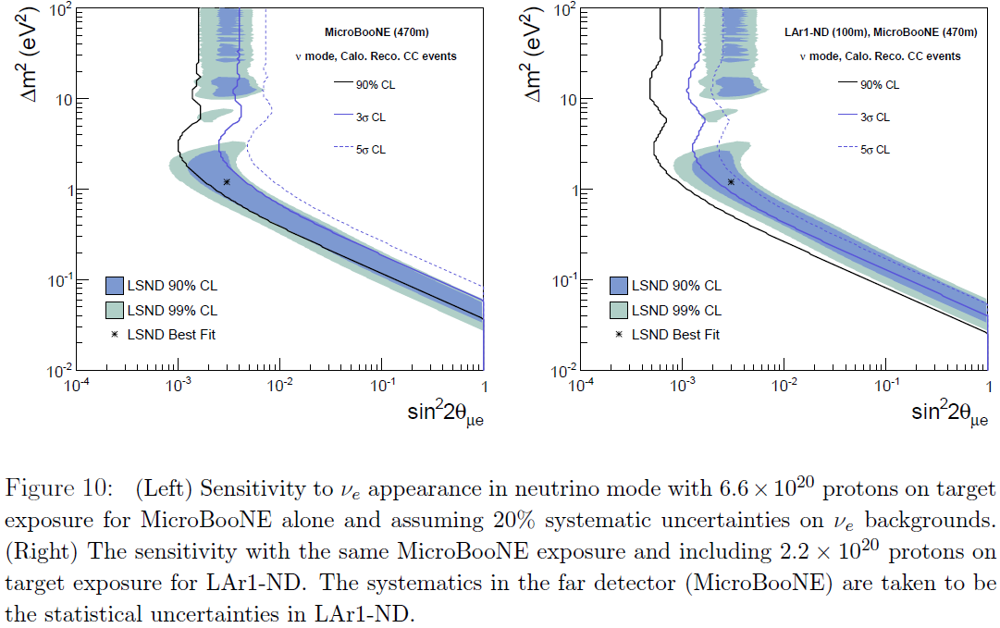 Δm² (eV²)
10²
10
1
10⁻¹
10⁻²
MicroBooNE (470m)
ν mode, Calo. Reco. CC events
90% CL
3σ CL
5σ CL
LSND 90% CL
LSND 99% CL
LSND Best Fit
10⁻⁴
10⁻³
10⁻²
10⁻¹
1
sin²2θμe
Δm² (eV²)
10²
10
1
10⁻¹
10⁻²
LAr1-ND (100m), MicroBooNE (470m)
ν mode, Calo. Reco. CC events
90% CL
3σ CL
5σ CL
LSND 90% CL
LSND 99% CL
LSND Best Fit
10⁻⁴
10⁻³
10⁻²
10⁻¹
1
sin²2θμe
Figure 10: (Left) Sensitivity to νₑ appearance in neutrino mode with 6.6 × 10²⁰ protons on target
exposure for MicroBooNE alone and assuming 20% systematic uncertainties on νₑ backgrounds.
(Right) The sensitivity with the same MicroBooNE exposure and including 2.2 × 10²⁰ protons on
target exposure for LAr1-ND. The systematics in the far detector (MicroBooNE) are taken to be
the statistical uncertainties in LAr1-ND.